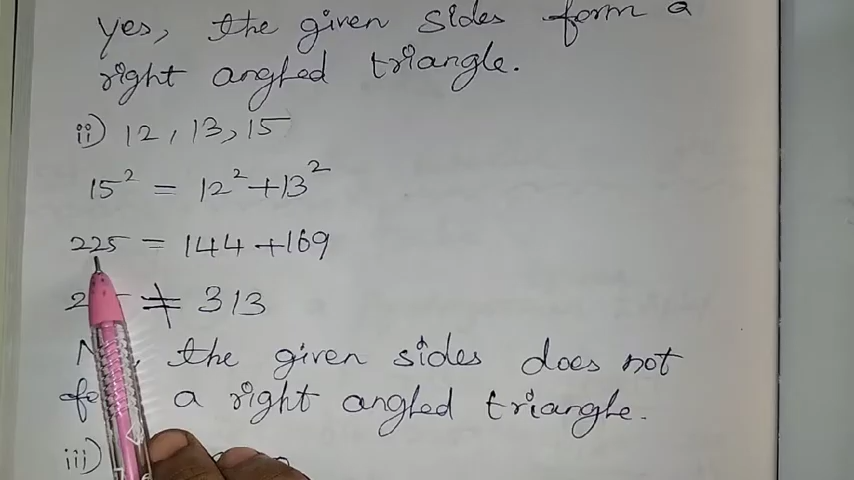 yes, the given sides form a
right angled triangle.
ii) 12, 13, 15
15² = 12² + 13²
225 = 144 + 169
≠ 313
the given sides does not
a right angled triangle.
iii)